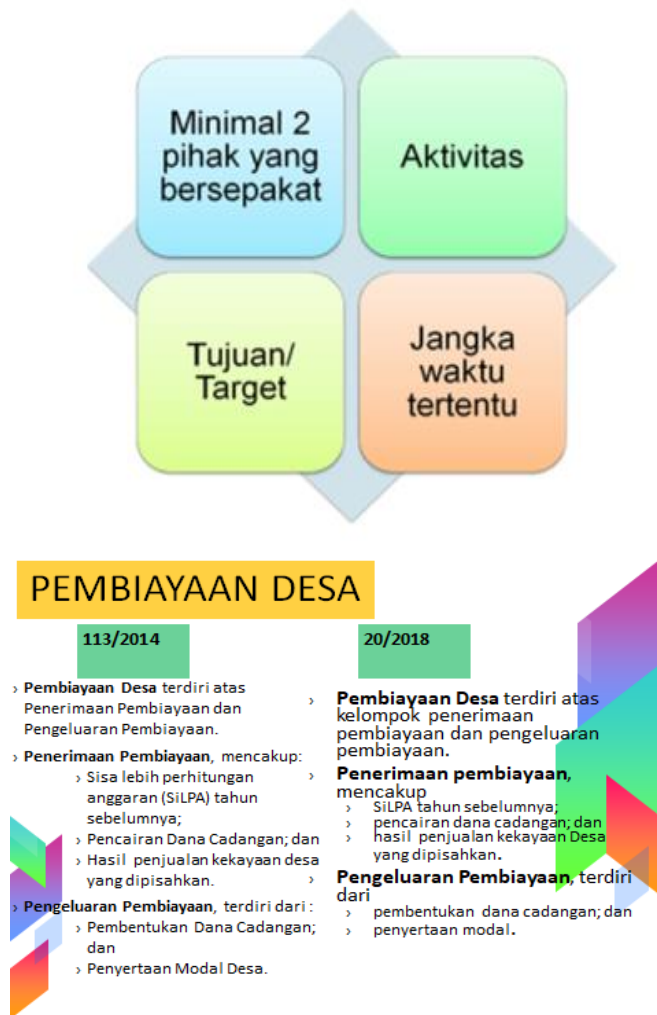 Minimal 2
pihak yang
bersepakat
Aktivitas
Tujuan/
Target
Jangka
waktu
tertentu
PEMBIAYAAN DESA
113/2014
› Pembiayaan Desa terdiri atas
Penerimaan Pembiayaan dan
Pengeluaran Pembiayaan.
› Penerimaan Pembiayaan, mencakup:
› Sisa lebih perhitungan
anggaran (SiLPA) tahun
sebelumnya;
› Pencairan Dana Cadangan; dan
› Hasil penjualan kekayaan desa
yang dipisahkan.
› Pengeluaran Pembiayaan, terdiri dari :
› Pembentukan Dana Cadangan;
dan
› Penyertaan Modal Desa.
20/2018
› Pembiayaan Desa terdiri atas
kelompok penerimaan
pembiayaan dan pengeluaran
pembiayaan.
› Penerimaan pembiayaan,
mencakup
› SiLPA tahun sebelumnya;
› pencairan dana cadangan; dan
› hasil penjualan kekayaan Desa
yang dipisahkan.
› Pengeluaran Pembiayaan, terdiri
dari
› pembentukan dana cadangan; dan
› penyertaan modal.